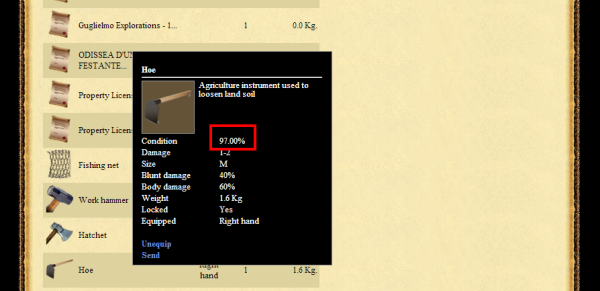 Guglielmo Explorations - 1... 1 0.0 Kg.
ODISSEA D'UN
FESTANTE...
Property Licens
Property Licens
Fishing net
Work hammer
Hatchet
Hoe right hand 1 1.6 Kg.
Hoe
Agriculture instrument used to
loosen land soil
Condition 97.00%
Damage 1-2
Size M
Blunt damage 40%
Body damage 60%
Weight 1.6 Kg
Locked Yes
Equipped Right hand
Unequip
Send